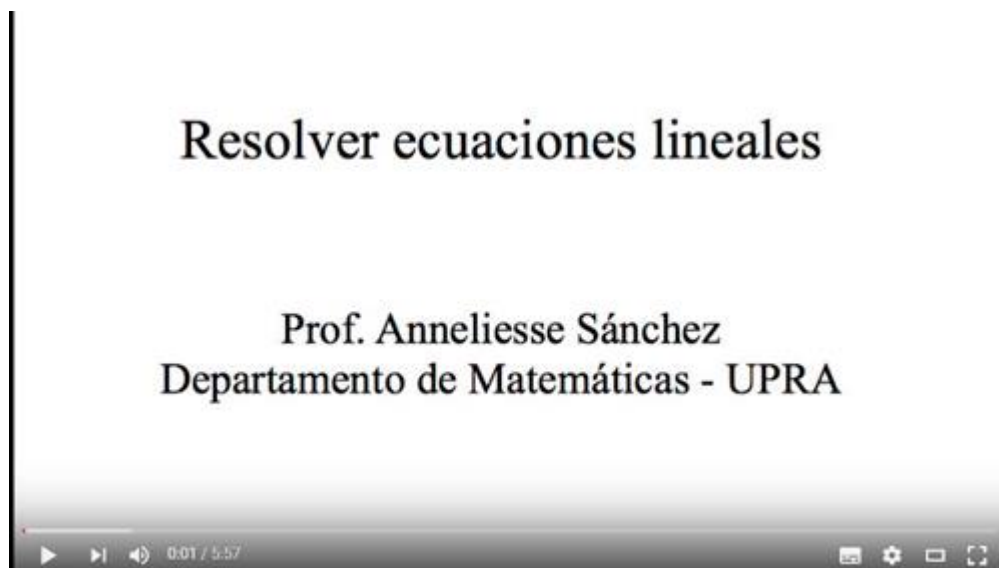 Resolver ecuaciones lineales
Prof. Anneliesse Sánchez
Departamento de Matemáticas - UPRA
0:01 / 5:57